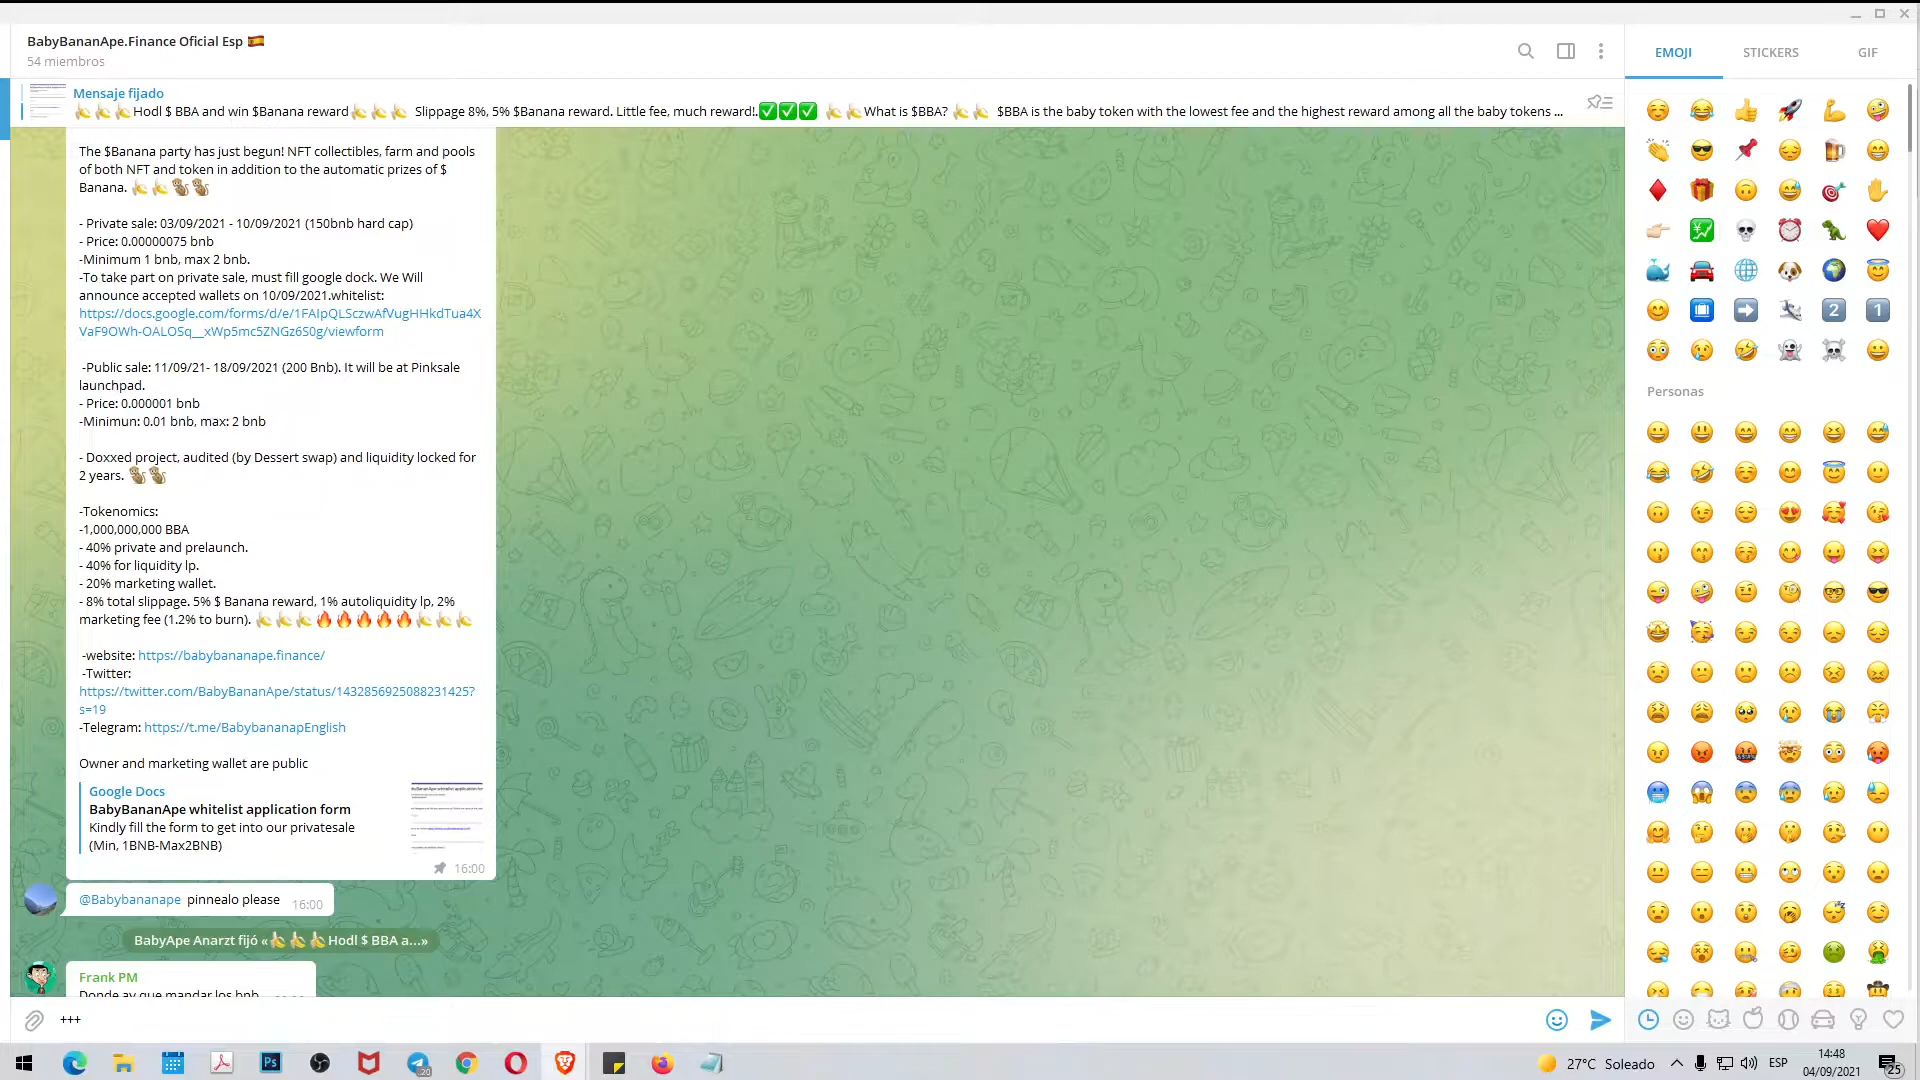 BabyBananApe.Finance Oficial Esp 🇪🇸
54 miembros
EMOJI
STICKERS
GIF
Mensaje fijado
🍌🍌🍌Hodl $ BBA and win $Banana reward🍌🍌🍌 Slippage 8%, 5% $Banana reward. Little fee, much reward!.✅✅✅ 🍌🍌What is $BBA? 🍌🍌 $BBA is the baby token with the lowest fee and the highest reward among all the baby tokens ...
The $Banana party has just begun! NFT collectibles, farm and pools
of both NFT and token in addition to the automatic prizes of $
Banana. 🍌🍌🐒🐒
- Private sale: 03/09/2021 - 10/09/2021 (150bnb hard cap)
- Price: 0.00000075 bnb
-Minimum 1 bnb, max 2 bnb.
-To take part on private sale, must fill google dock. We Will
announce accepted wallets on 10/09/2021.whitelist:
https://docs.google.com/forms/d/e/1FAIpQLSczwAfVugHHkdTua4X
VaF9OWh-OALOSq__xWp5mc5ZNGz6S0g/viewform
-Public sale: 11/09/21- 18/09/2021 (200 Bnb). It will be at Pinksale
launchpad.
- Price: 0.000001 bnb
-Minimun: 0.01 bnb, max: 2 bnb
- Doxxed project, audited (by Dessert swap) and liquidity locked for
2 years. 🐒🐒
-Tokenomics:
-1,000,000,000 BBA
- 40% private and prelaunch.
- 40% for liquidity lp.
- 20% marketing wallet.
- 8% total slippage. 5% $ Banana reward, 1% autoliquidity lp, 2%
marketing fee (1.2% to burn). 🍌🍌🍌🔥🔥🔥🔥🔥🍌🍌🍌
-website: https://babybananape.finance/
-Twitter:
https://twitter.com/BabyBananApe/status/1432856925088231425?
s=19
-Telegram: https://t.me/BabybananapEnglish
Owner and marketing wallet are public
Google Docs
BabyBananApe whitelist application form
Kindly fill the form to get into our privatesale
(Min, 1BNB-Max2BNB)
16:00
@Babybananape pinnealo please 16:00
BabyApe Anarzt fijó «🍌🍌🍌Hodl $ BBA a...»
Frank PM
Donde ay que mandar los bnb
+++
Personas
20
27°C Soleado
ESP
14:48
04/09/2021
25